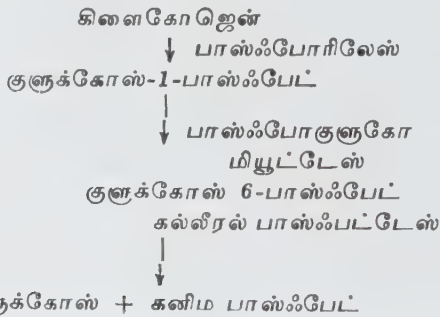 கிளைகோஜென்
பாஸ்ஃபோரிலேஸ்
குளுக்கோஸ்-1-பாஸ்ஃபேட்
பாஸ்ஃபோகுளுகோ
மியூட்டேஸ்
குளுக்கோஸ் 6-பாஸ்ஃபேட்
கல்லீரல் பாஸ்ஃபட்டேஸ்
ளுக்கோஸ் + கனிம பாஸ்ஃபேட்